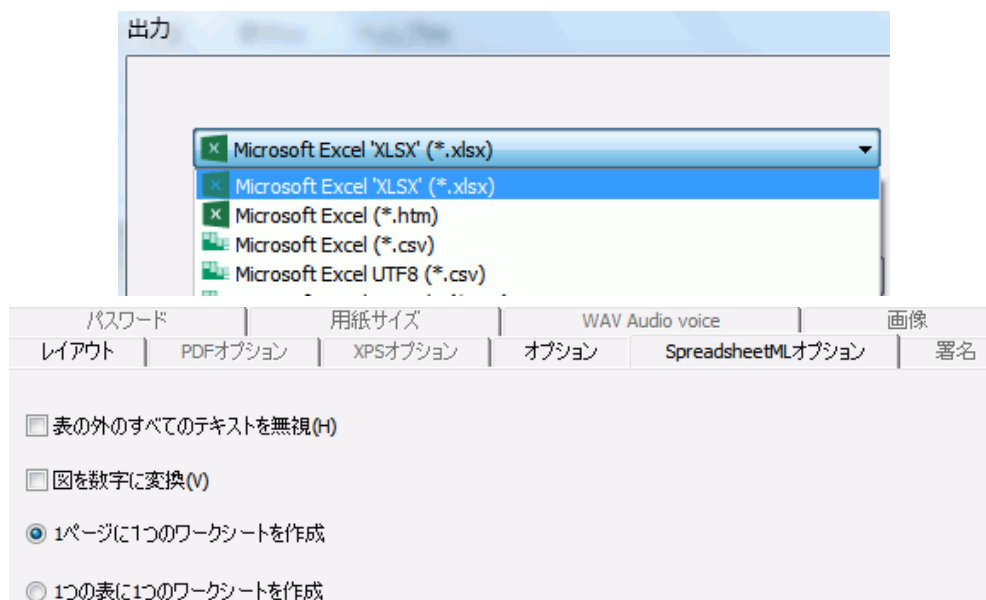 出力
Microsoft Excel 'XLSX' (*.xlsx)
Microsoft Excel 'XLSX' (*.xlsx)
Microsoft Excel (*.htm)
Microsoft Excel (*.csv)
Microsoft Excel UTF8 (*.csv)
パスワード 用紙サイズ WAV Audio voice 画像
レイアウト PDFオプション XPSオプション オプション SpreadsheetMLオプション 署名
表の外のすべてのテキストを無視(H)
図を数字に変換(V)
1ページに1つのワークシートを作成
1つの表に1つのワークシートを作成